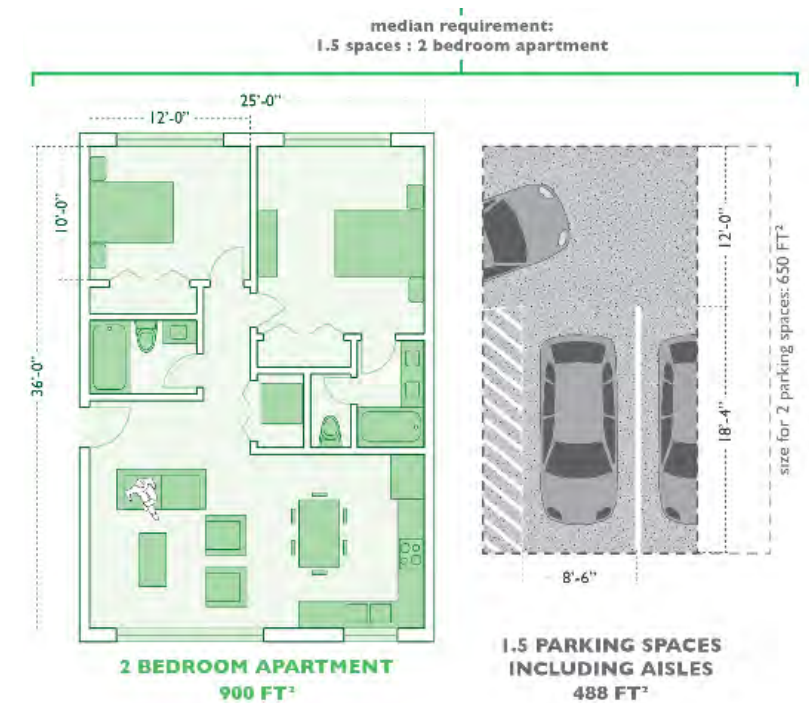 median requirement:
1.5 spaces : 2 bedroom apartment
25'-0"
12'-0"
10'-0"
36'-0"
12'-0"
18'-4"
size for 2 parking spaces: 650 FT²
8'-6"
2 BEDROOM APARTMENT
900 FT²
1.5 PARKING SPACES
INCLUDING AISLES
488 FT²